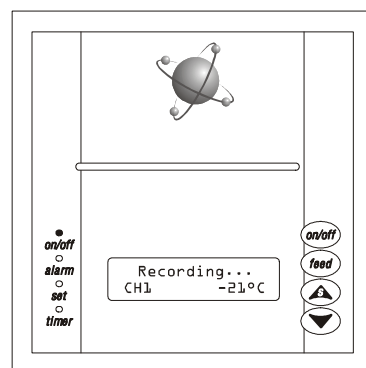 on/off
alarm
set
timer
Recording...
CH1 -21°C
on/off
feed
S